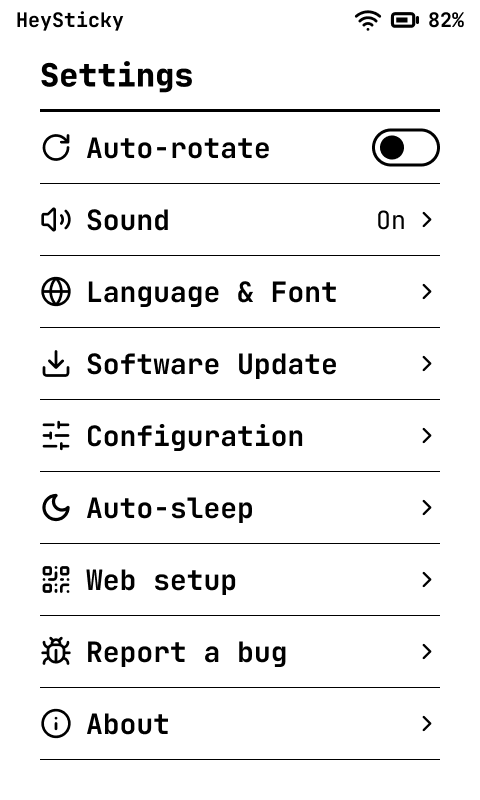 HeySticky 82%
Settings
Auto-rotate
Sound On
Language & Font
Software Update
Configuration
Auto-sleep
Web setup
Report a bug
About